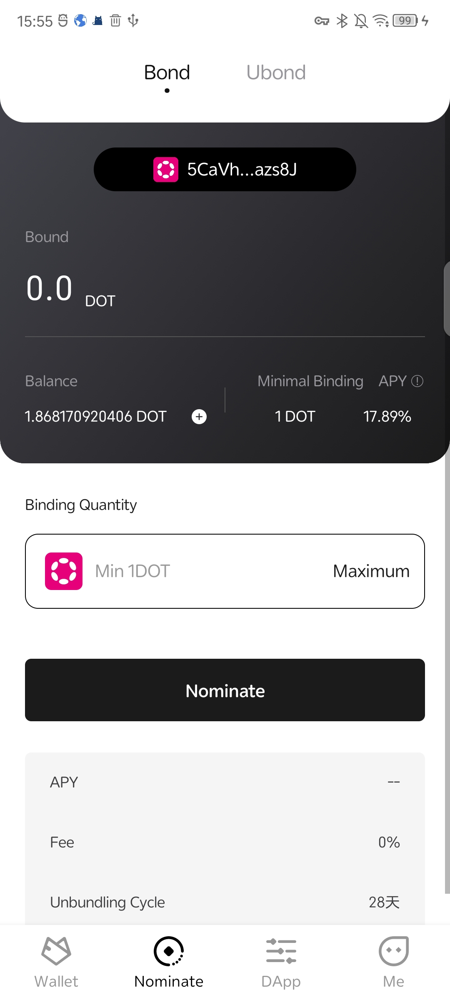 15:55
99
Bond Ubond
5CaVh...azs8J
Bound
0.0 DOT
Balance Minimal Binding APY
1.868170920406 DOT 1 DOT 17.89%
Binding Quantity
Min 1DOT Maximum
Nominate
APY --
Fee 0%
Unbundling Cycle 28天
Wallet Nominate DApp Me